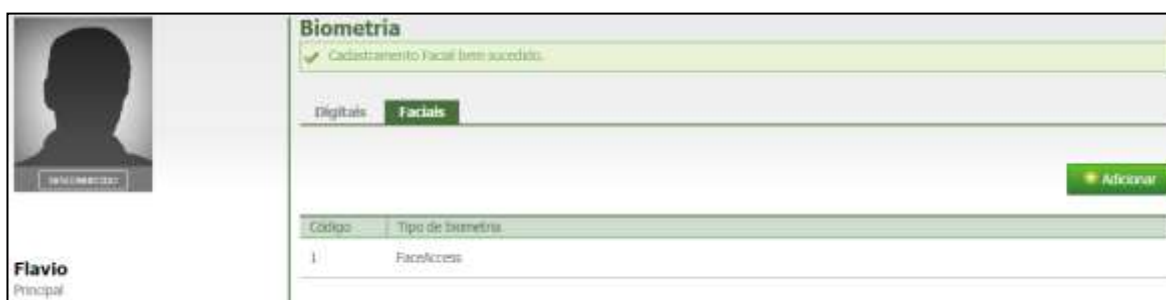 Biometria
Cadastramento Facial bem sucedido.
Digitais
Faciais
Adicionar
Código
Tipo de biometria
1
FaceAccess
Flavio
Principal